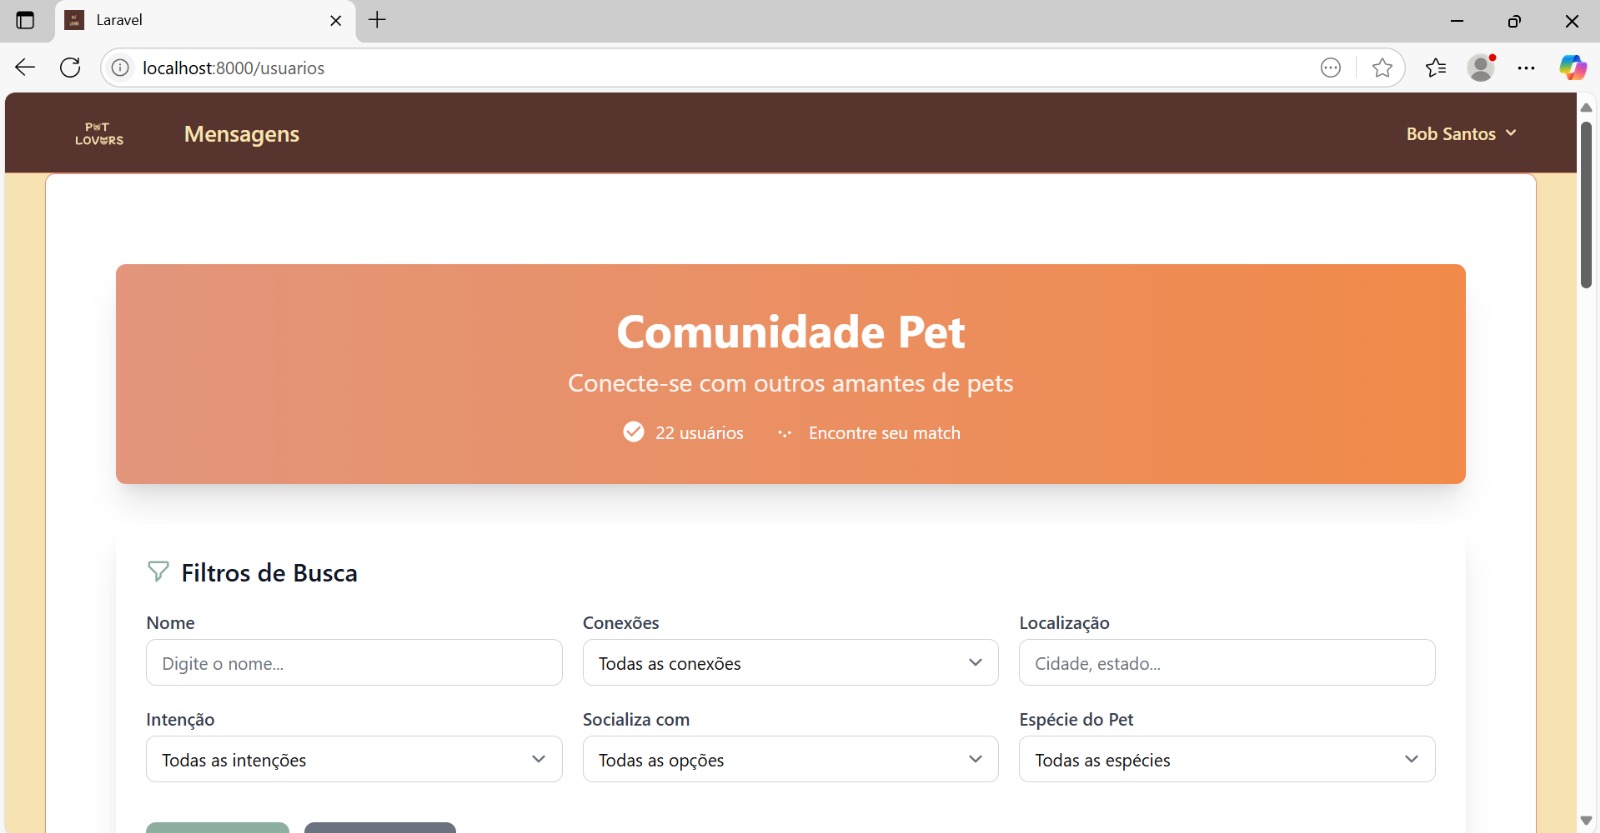 Laravel
localhost:8000/usuarios
PET
LOVERS
Mensagens
Bob Santos
Comunidade Pet
Conecte-se com outros amantes de pets
22 usuários
Encontre seu match
Filtros de Busca
Nome
Conexões
Localização
Digite o nome...
Todas as conexões
Cidade, estado...
Intenção
Socializa com
Espécie do Pet
Todas as intenções
Todas as opções
Todas as espécies